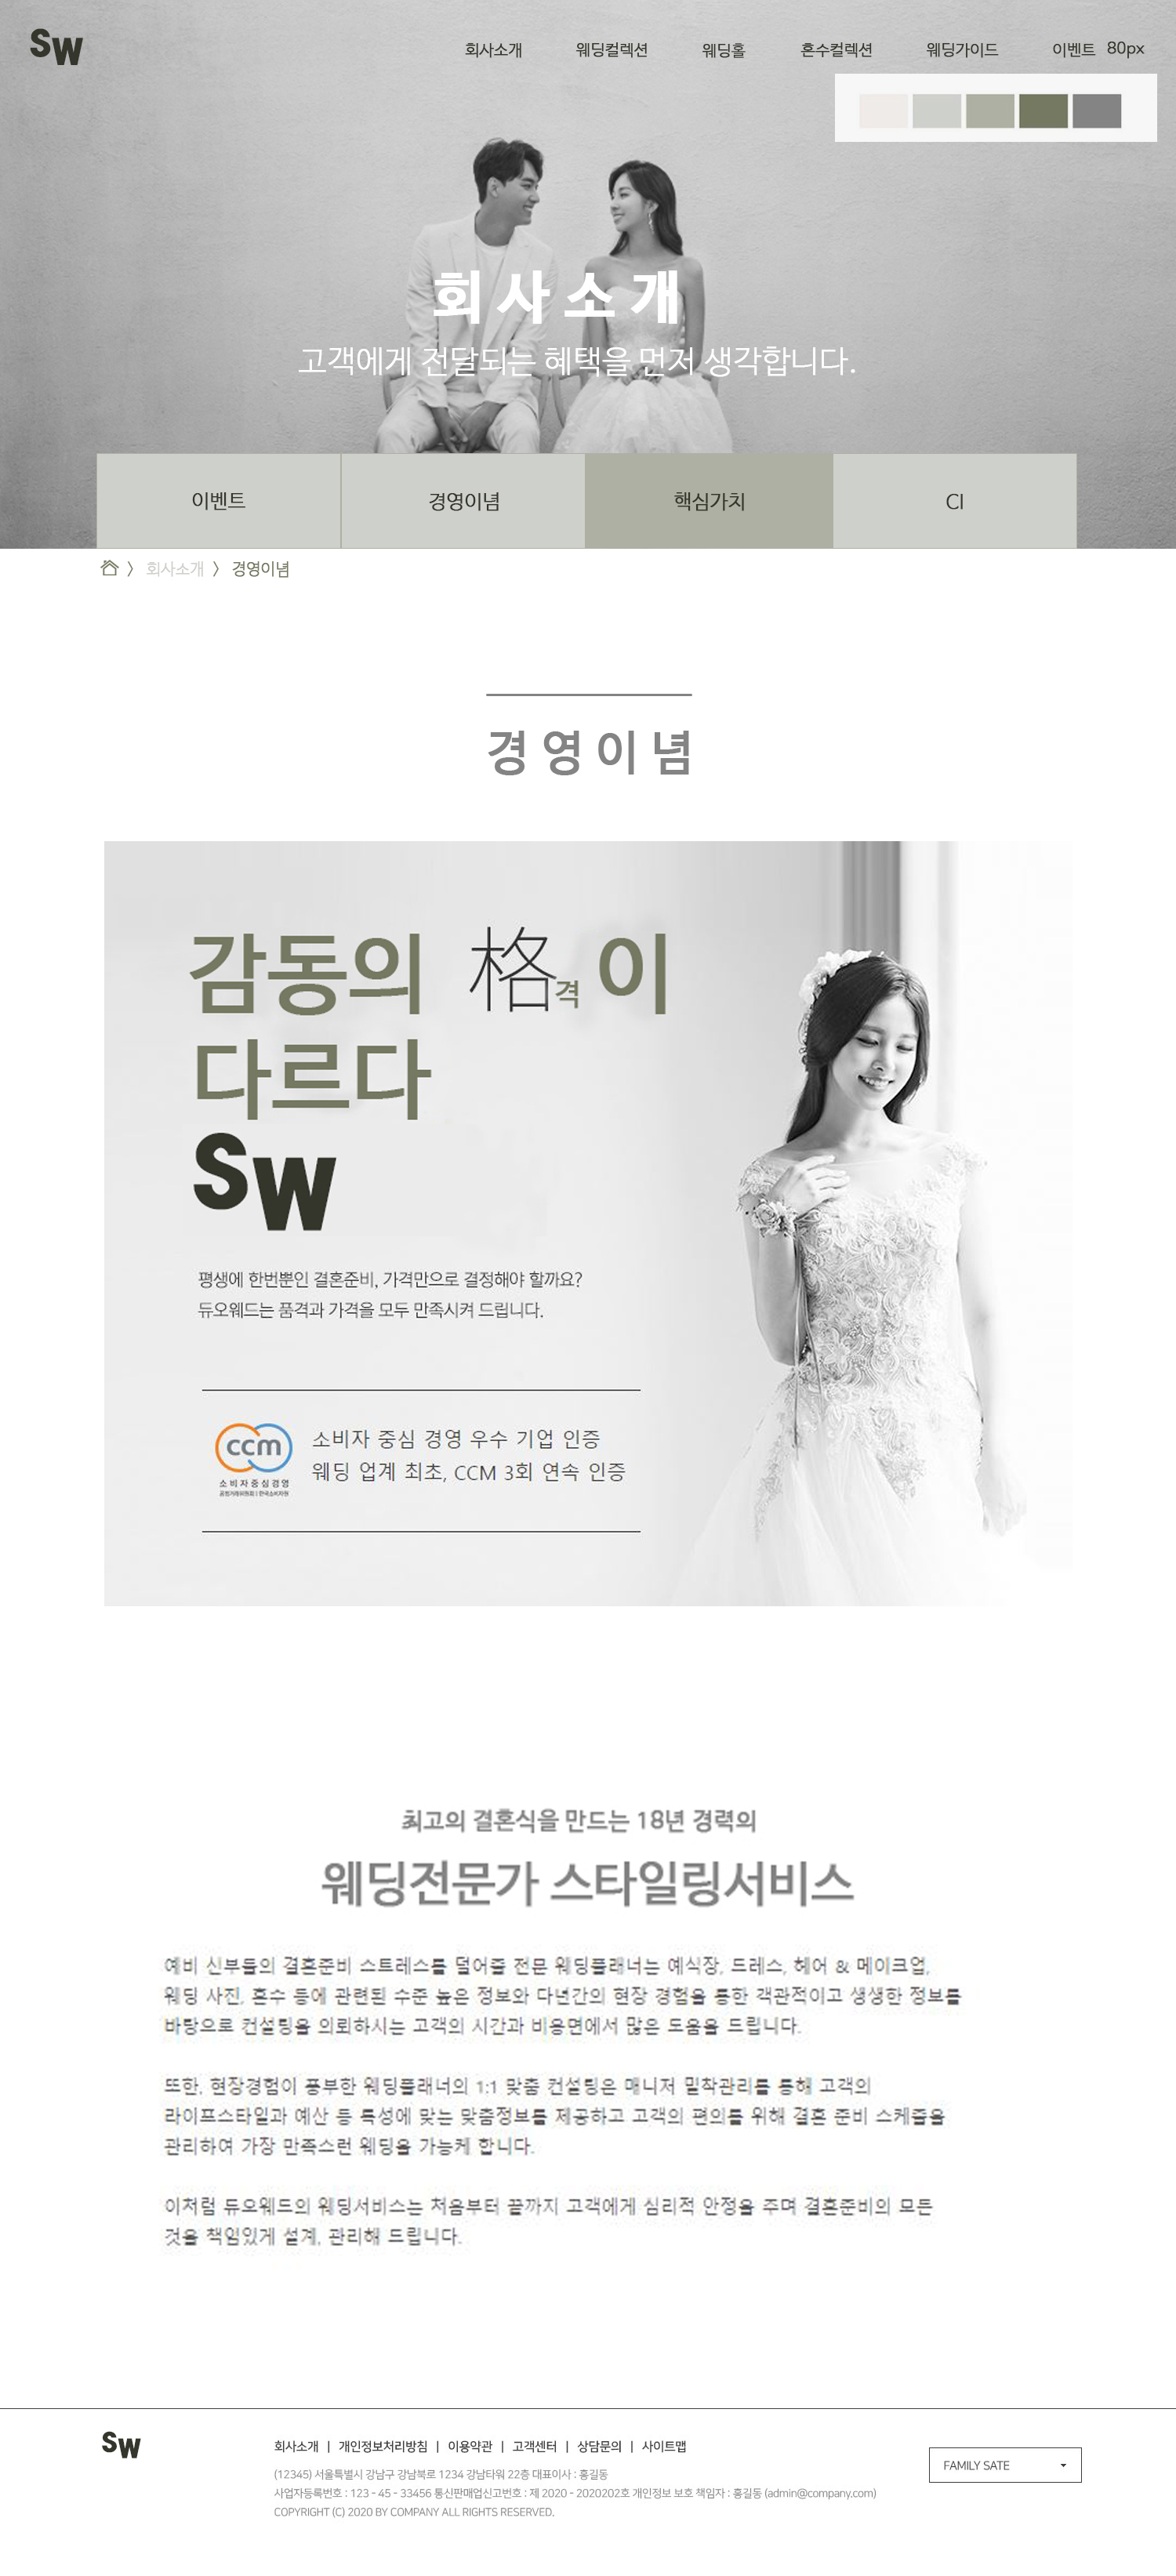 SW
회사소개 웨딩컬렉션 웨딩홀 혼수컬렉션 웨딩가이드 이벤트 80px
회사소개
고객에게 전달되는 혜택을 먼저 생각합니다.
이벤트 경영이념 핵심가치 CI
〉 회사소개 〉 경영이념
경영이념
감동의 格격 이
다르다
SW
평생에 한번뿐인 결혼준비, 가격만으로 결정해야 할까요?
듀오웨드는 품격과 가격을 모두 만족시켜 드립니다.
ccm
소비자중심경영
공정거래위원회 | 한국소비자원
소비자 중심 경영 우수 기업 인증
웨딩 업계 최초, CCM 3회 연속 인증
최고의 결혼식을 만드는 18년 경력의
웨딩전문가 스타일링서비스
예비 신부들의 결혼준비 스트레스를 덜어줄 전문 웨딩플래너는 예식장, 드레스, 헤어 & 메이크업,
웨딩 사진, 혼수 등에 관련된 수준 높은 정보와 다년간의 현장 경험을 통한 객관적이고 생생한 정보를
바탕으로 컨설팅을 의뢰하시는 고객의 시간과 비용면에서 많은 도움을 드립니다.
또한, 현장경험이 풍부한 웨딩플래너의 1:1 맞춤 컨설팅은 매니저 밀착관리를 통해 고객의
라이프스타일과 예산 등 특성에 맞는 맞춤정보를 제공하고 고객의 편의를 위해 결혼 준비 스케줄을
관리하여 가장 만족스런 웨딩을 가능케 합니다.
이처럼 듀오웨드의 웨딩서비스는 처음부터 끝까지 고객에게 심리적 안정을 주며 결혼준비의 모든
것을 책임있게 설계, 관리해 드립니다.
SW
회사소개 | 개인정보처리방침 | 이용약관 | 고객센터 | 상담문의 | 사이트맵
(12345) 서울특별시 강남구 강남북로 1234 강남타워 22층 대표이사 : 홍길동
사업자등록번호 : 123 - 45 - 33456 통신판매업신고번호 : 제 2020 - 2020202호 개인정보 보호 책임자 : 홍길동 (admin@company.com)
COPYRIGHT (C) 2020 BY COMPANY ALL RIGHTS RESERVED.
FAMILY SATE